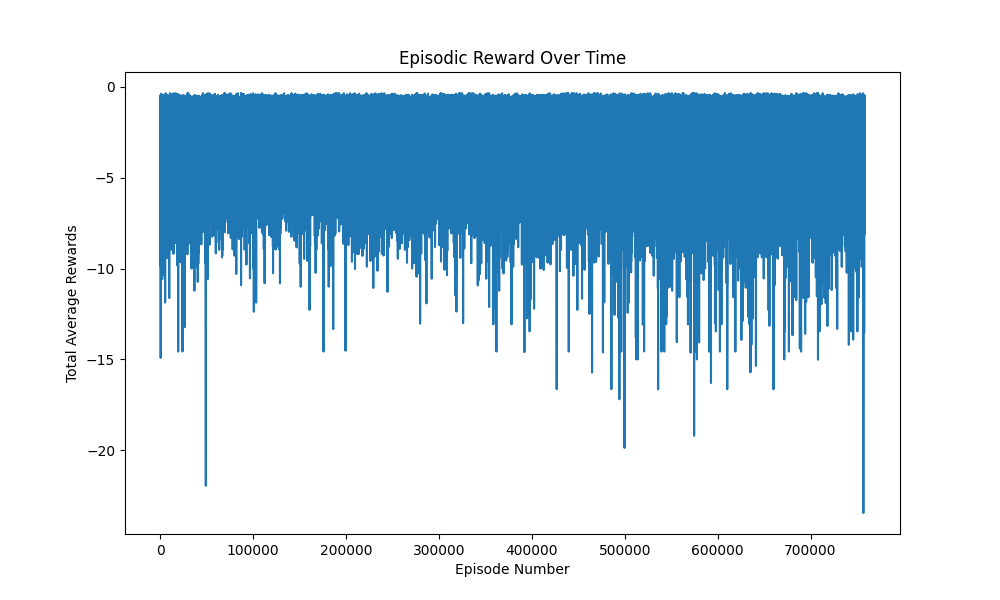 Episodic Reward Over Time
Total Average Rewards
0
−5
−10
−15
−20
0 100000 200000 300000 400000 500000 600000 700000
Episode Number